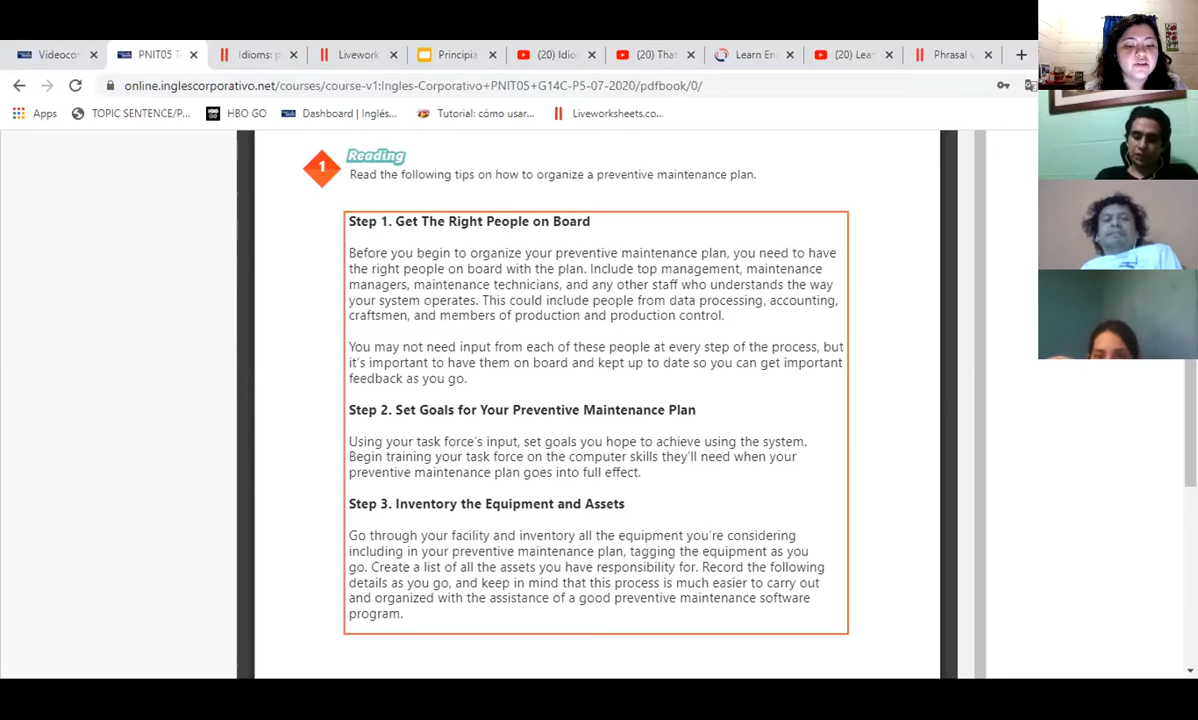 Videocor
PNIT05 T
Idioms: p
Livework
Principia
(20) Idio
(20) That
Learn En
(20) Lea
Phrasal
online.inglescorporativo.net/courses/course-v1:Ingles-Corporativo+PNIT05+G14C-P5-07-2020/pdfbook/0/
Apps
TOPIC SENTENCE/P...
HBO GO
Dashboard | Inglés...
Tutorial: cómo usar...
Liveworksheets.co...
1
Reading
Read the following tips on how to organize a preventive maintenance plan.
Step 1. Get The Right People on Board
Before you begin to organize your preventive maintenance plan, you need to have
the right people on board with the plan. Include top management, maintenance
managers, maintenance technicians, and any other staff who understands the way
your system operates. This could include people from data processing, accounting,
craftsmen, and members of production and production control.
You may not need input from each of these people at every step of the process, but
it's important to have them on board and kept up to date so you can get important
feedback as you go.
Step 2. Set Goals for Your Preventive Maintenance Plan
Using your task force's input, set goals you hope to achieve using the system.
Begin training your task force on the computer skills they'll need when your
preventive maintenance plan goes into full effect.
Step 3. Inventory the Equipment and Assets
Go through your facility and inventory all the equipment you're considering
including in your preventive maintenance plan, tagging the equipment as you
go. Create a list of all the assets you have responsibility for. Record the following
details as you go, and keep in mind that this process is much easier to carry out
and organized with the assistance of a good preventive maintenance software
program.